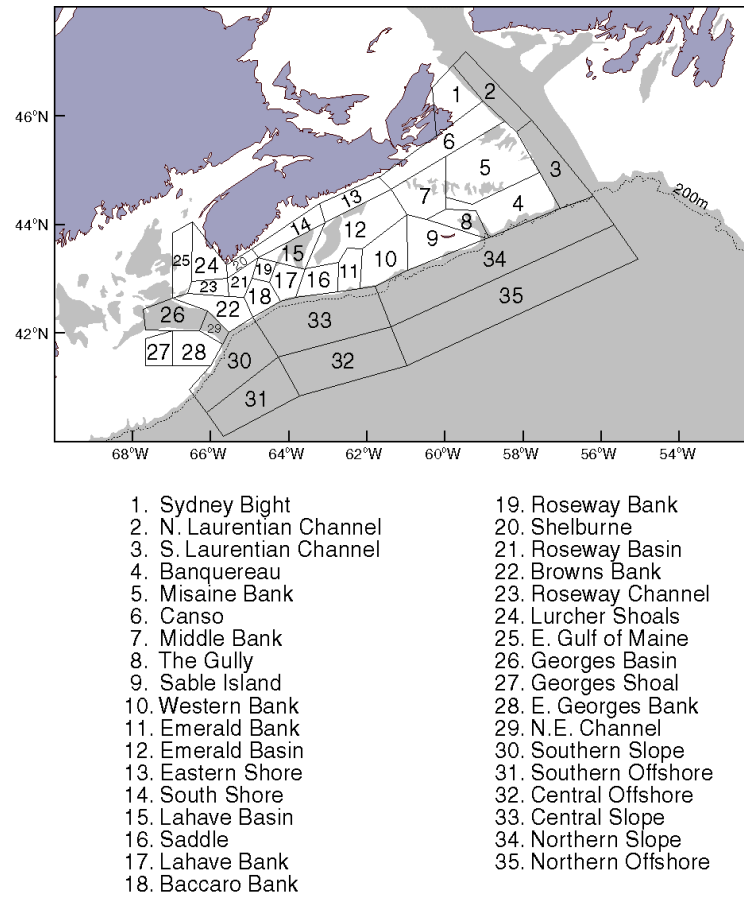 46°N
44°N
42°N
68°W 66°W 64°W 62°W 60°W 58°W 56°W 54°W
200m
1
2
6
5
3
7
13
4
14
8
12
9
15
34
25
24
20
19
10
21
17
16
11
23
18
35
22
26
33
29
27
28
30
32
31
1. Sydney Bight
2. N. Laurentian Channel
3. S. Laurentian Channel
4. Banquereau
5. Misaine Bank
6. Canso
7. Middle Bank
8. The Gully
9. Sable Island
10. Western Bank
11. Emerald Bank
12. Emerald Basin
13. Eastern Shore
14. South Shore
15. Lahave Basin
16. Saddle
17. Lahave Bank
18. Baccaro Bank
19. Roseway Bank
20. Shelburne
21. Roseway Basin
22. Browns Bank
23. Roseway Channel
24. Lurcher Shoals
25. E. Gulf of Maine
26. Georges Basin
27. Georges Shoal
28. E. Georges Bank
29. N.E. Channel
30. Southern Slope
31. Southern Offshore
32. Central Offshore
33. Central Slope
34. Northern Slope
35. Northern Offshore